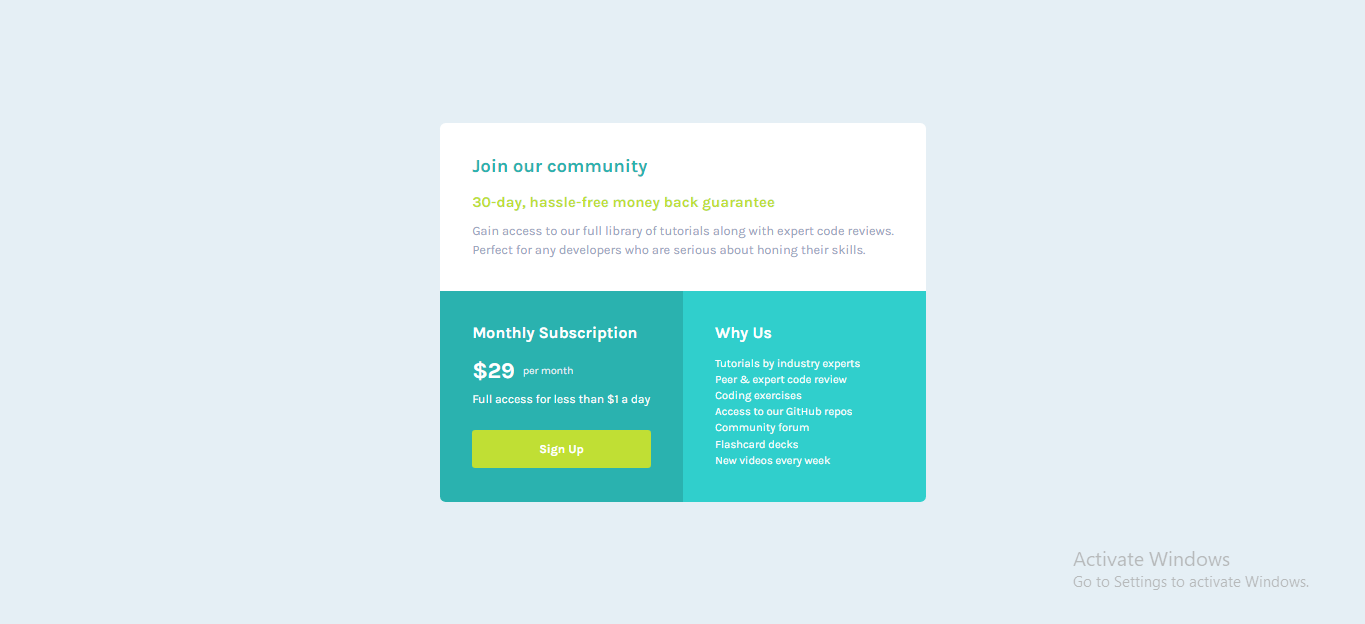 Join our community
30-day, hassle-free money back guarantee
Gain access to our full library of tutorials along with expert code reviews.
Perfect for any developers who are serious about honing their skills.
Monthly Subscription
$29 per month
Full access for less than $1 a day
Sign Up
Why Us
Tutorials by industry experts
Peer & expert code review
Coding exercises
Access to our GitHub repos
Community forum
Flashcard decks
New videos every week
Activate Windows
Go to Settings to activate Windows.